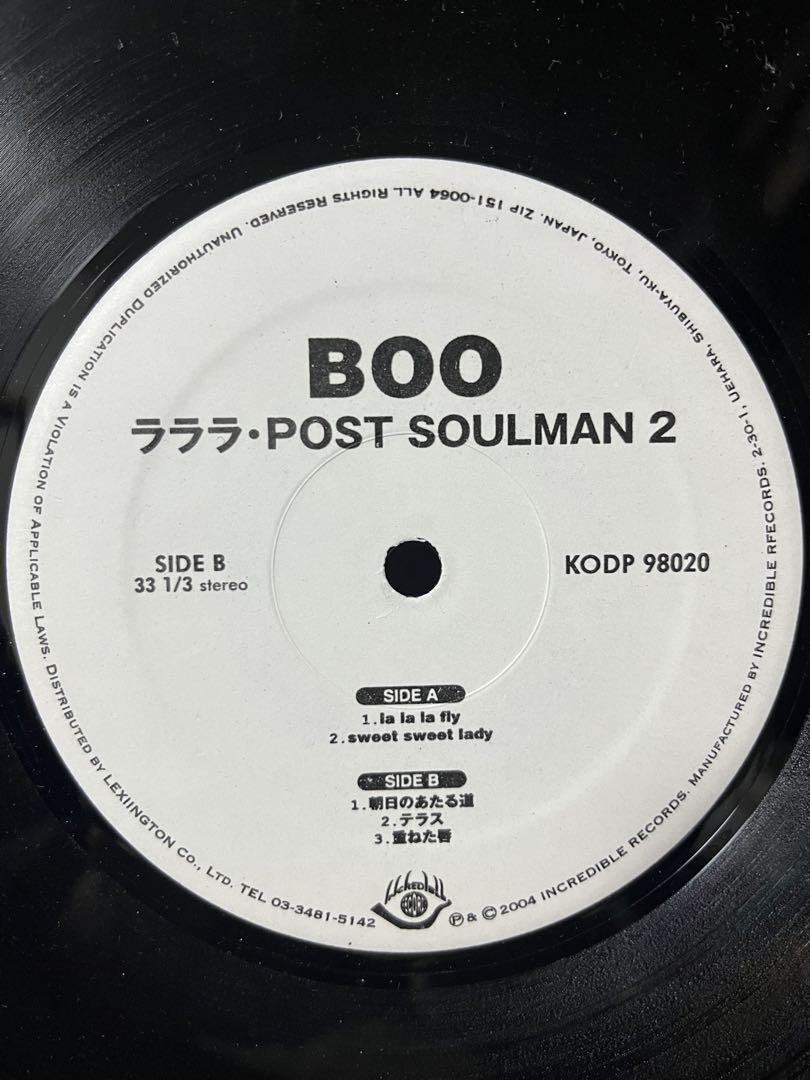 BOO
ラララ・POST SOULMAN 2
SIDE B
33 1/3 stereo
KODP 98020
SIDE A
1.la la la fly
2.sweet sweet lady
SIDE B
1.朝日のあたる道
2.テラス
3.重ねた唇
℗ & © 2004 INCREDIBLE RECORDS. MANUFACTURED BY INCREDIBLE RFECORDS. 2-30-1, UEHARA, SHIBUYA-KU, TOKYO, JAPAN. ZIP 151-0064 ALL RIGHTS RESERVED. UNAUTHORIZED DUPLICATION IS A VIOLATION OF APPLICABLE LAWS. DISTRIBUTED BY LEXIINGTON CO., LTD. TEL 03-3481-5142